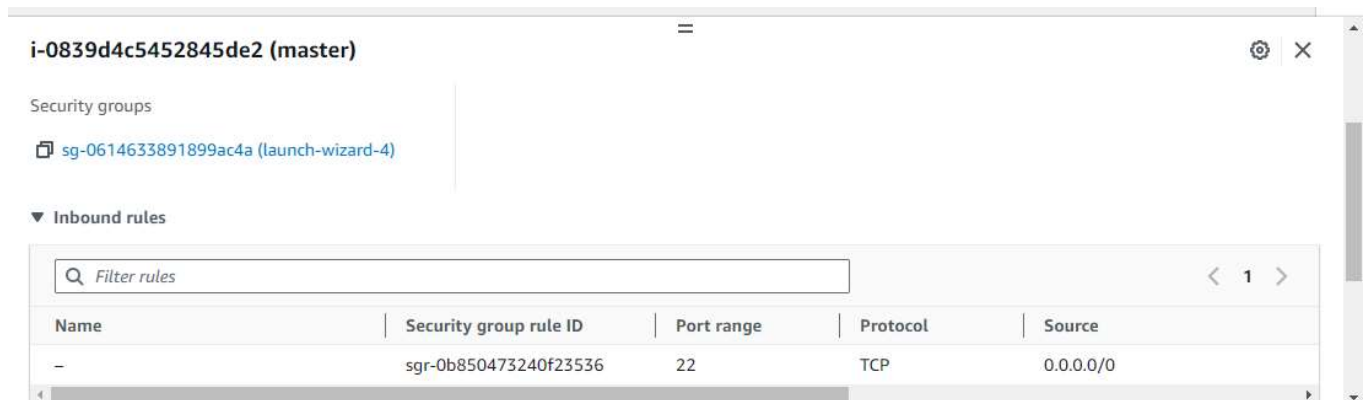 i-0839d4c5452845de2 (master)
Security groups
sg-0614633891899ac4a (launch-wizard-4)
Inbound rules
Filter rules
1
Name Security group rule ID Port range Protocol Source
– sgr-0b850473240f23536 22 TCP 0.0.0.0/0